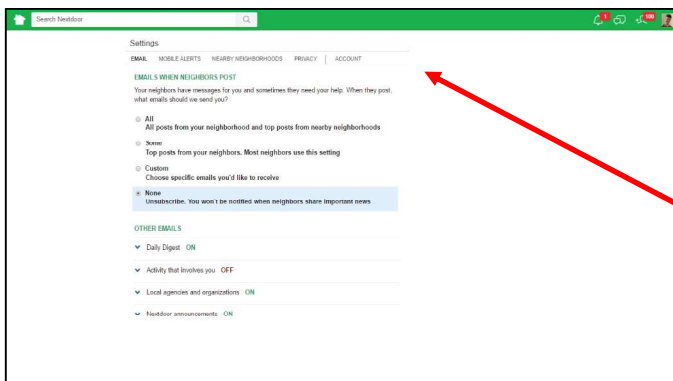 Search Nextdoor
1
100
Settings
EMAIL MOBILE ALERTS NEARBY NEIGHBORHOODS PRIVACY | ACCOUNT
EMAILS WHEN NEIGHBORS POST
Your neighbors have messages for you and sometimes they need your help. When they post,
what emails should we send you?
All
All posts from your neighborhood and top posts from nearby neighborhoods
Some
Top posts from your neighbors. Most neighbors use this setting
Custom
Choose specific emails you'd like to receive
None
Unsubscribe. You won't be notified when neighbors share important news
OTHER EMAILS
Daily Digest ON
Activity that involves you OFF
Local agencies and organizations ON
Nextdoor announcements ON